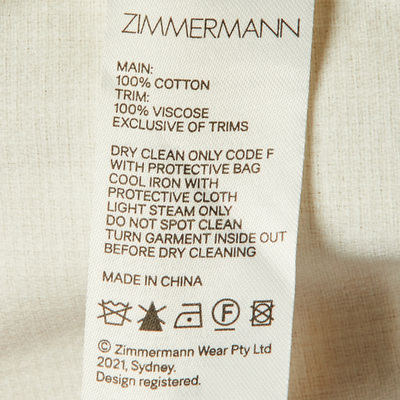 ZIMMERMANN
MAIN:
100% COTTON
TRIM:
100% VISCOSE
EXCLUSIVE OF TRIMS
DRY CLEAN ONLY CODE F
WITH PROTECTIVE BAG
COOL IRON WITH
PROTECTIVE CLOTH
LIGHT STEAM ONLY
DO NOT SPOT CLEAN
TURN GARMENT INSIDE OUT
BEFORE DRY CLEANING
MADE IN CHINA
F
© Zimmermann Wear Pty Ltd
2021, Sydney.
Design registered.